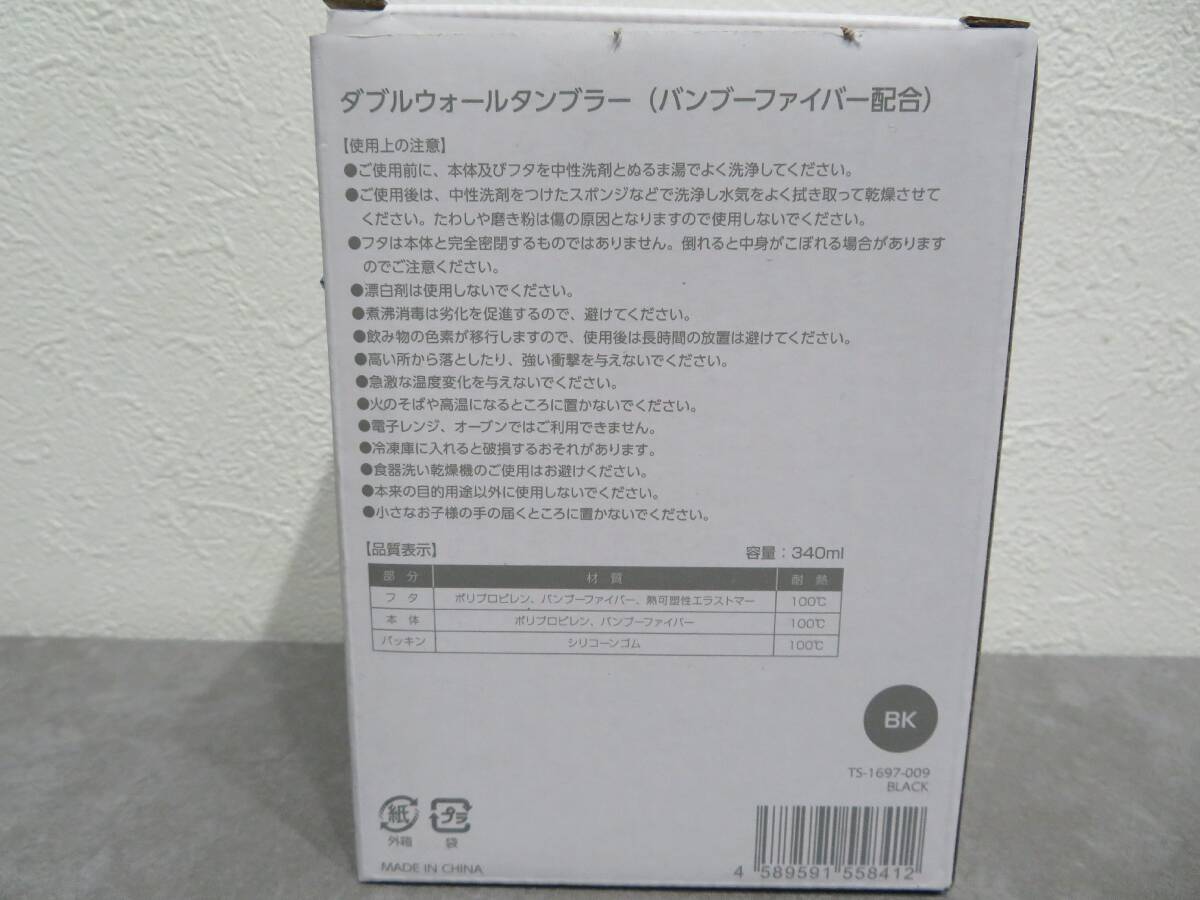 ダブルウォールタンブラー（バンブーファイバー配合）
【使用上の注意】
●ご使用前に、本体及びフタを中性洗剤とぬるま湯でよく洗浄してください。
●ご使用後は、中性洗剤をつけたスポンジなどで洗浄し水気をよく拭き取って乾燥させて
ください。たわしや磨き粉は傷の原因となりますので使用しないでください。
●フタは本体と完全密閉するものではありません。倒れると中身がこぼれる場合があります
のでご注意ください。
●漂白剤は使用しないでください。
●煮沸消毒は劣化を促進するので、避けてください。
●飲み物の色素が移行しますので、使用後は長時間の放置は避けてください。
●高い所から落としたり、強い衝撃を与えないでください。
●急激な温度変化を与えないでください。
●火のそばや高温になるところに置かないでください。
●電子レンジ、オーブンではご利用できません。
●冷凍庫に入れると破損するおそれがあります。
●食器洗い乾燥機のご使用はお避けください。
●本来の目的用途以外に使用しないでください。
●小さなお子様の手の届くところに置かないでください。
【品質表示】 容量：340ml
部分 材質 耐熱
フタ ポリプロピレン、バンブーファイバー、熱可塑性エラストマー 100℃
本体 ポリプロピレン、バンブーファイバー 100℃
パッキン シリコーンゴム 100℃
BK
TS-1697-009
BLACK
紙 プラ
外箱 袋
MADE IN CHINA
4 589591 558412